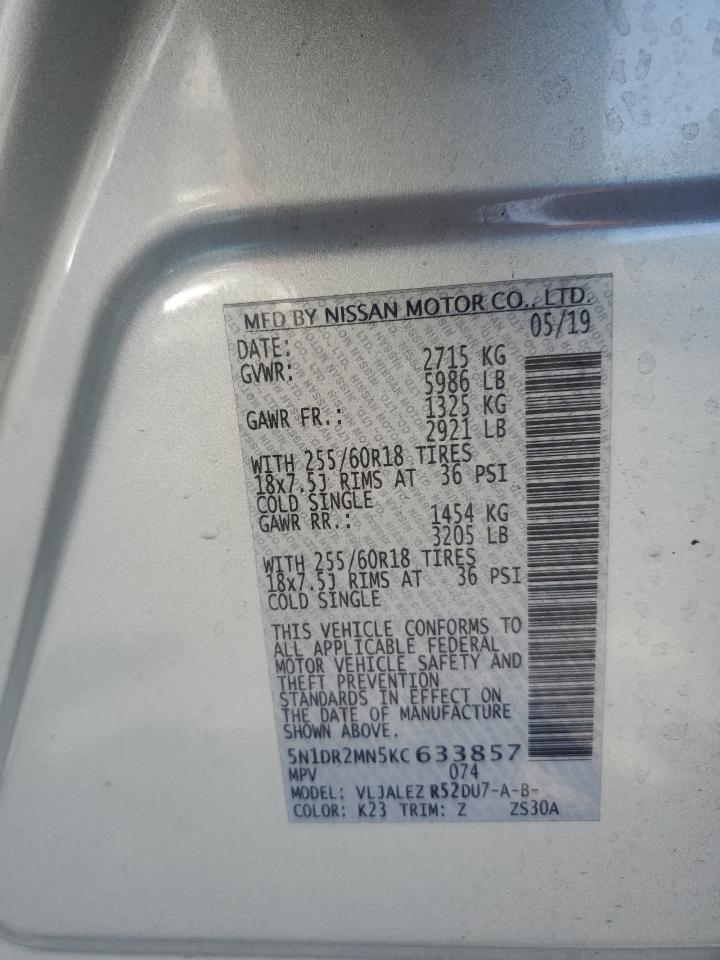 MFD BY NISSAN MOTOR CO., LTD.
DATE: 05/19
GVWR: 2715 KG
5986 LB
GAWR FR.: 1325 KG
2921 LB
WITH 255/60R18 TIRES
18x7.5J RIMS AT 36 PSI
COLD SINGLE
GAWR RR.: 1454 KG
3205 LB
WITH 255/60R18 TIRES
18x7.5J RIMS AT 36 PSI
COLD SINGLE
THIS VEHICLE CONFORMS TO
ALL APPLICABLE FEDERAL
MOTOR VEHICLE SAFETY AND
THEFT PREVENTION
STANDARDS IN EFFECT ON
THE DATE OF MANUFACTURE
SHOWN ABOVE.
5N1DR2MN5KC633857
MPV 074
MODEL: VLJALEZ R52DU7-A-B-
COLOR: K23 TRIM: Z ZS30A